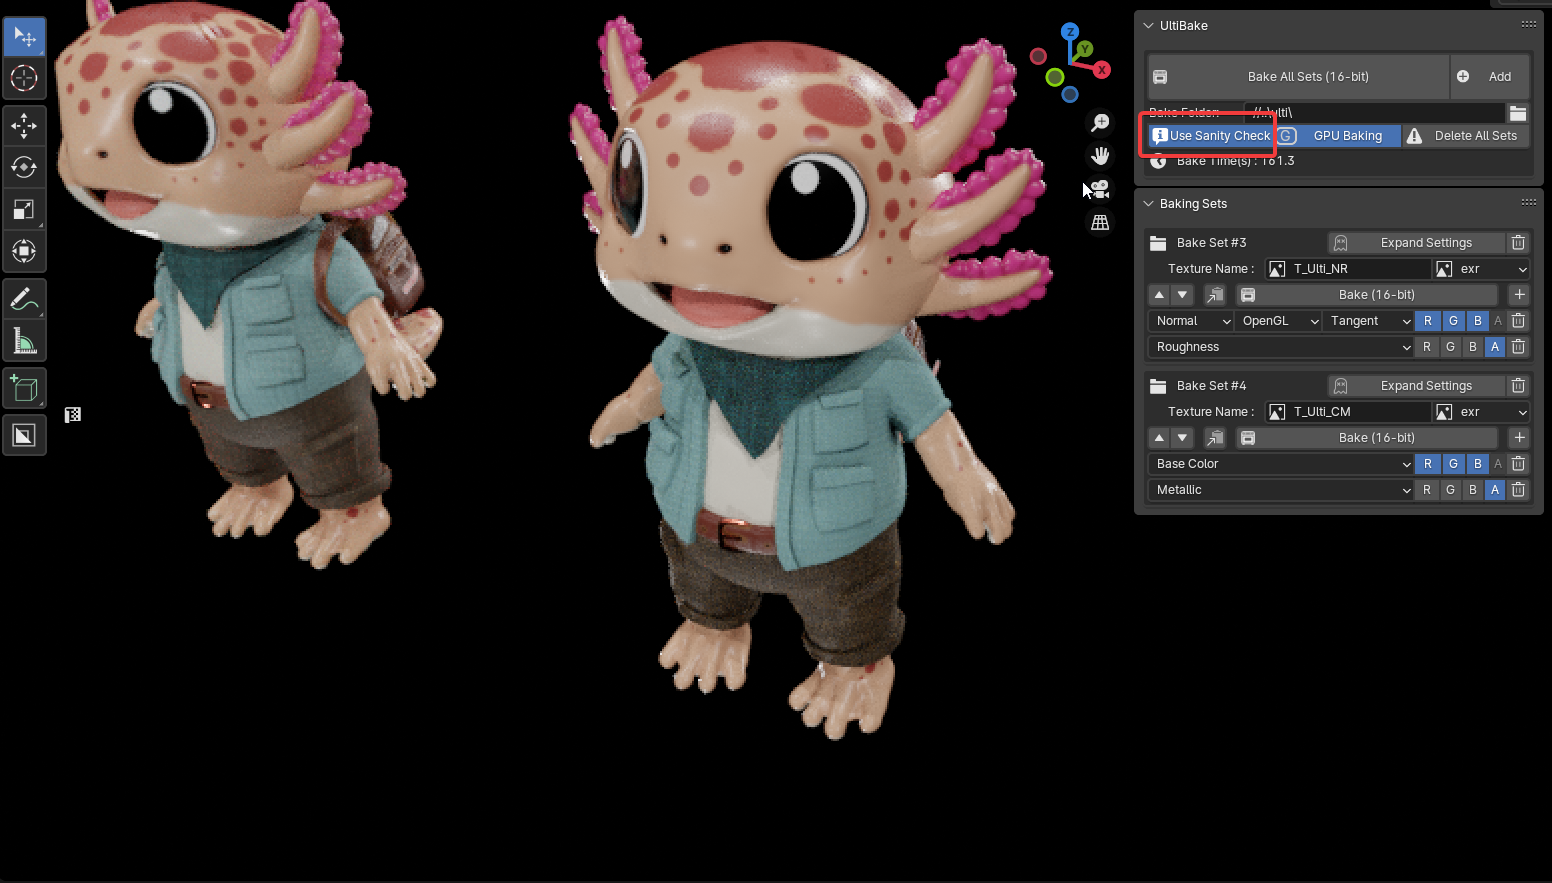 UltiBake
Bake All Sets (16-bit)
Add
Bake Folder:
Use Sanity Check
GPU Baking
Delete All Sets
Bake Time(s) : 161.3
Baking Sets
Bake Set #3
Expand Settings
Texture Name :
T_Ulti_NR
exr
Bake (16-bit)
Normal
OpenGL
Tangent
R G B A
Roughness
R G B A
Bake Set #4
Expand Settings
Texture Name :
T_Ulti_CM
exr
Bake (16-bit)
Base Color
R G B A
Metallic
R G B A
Z
Y
X